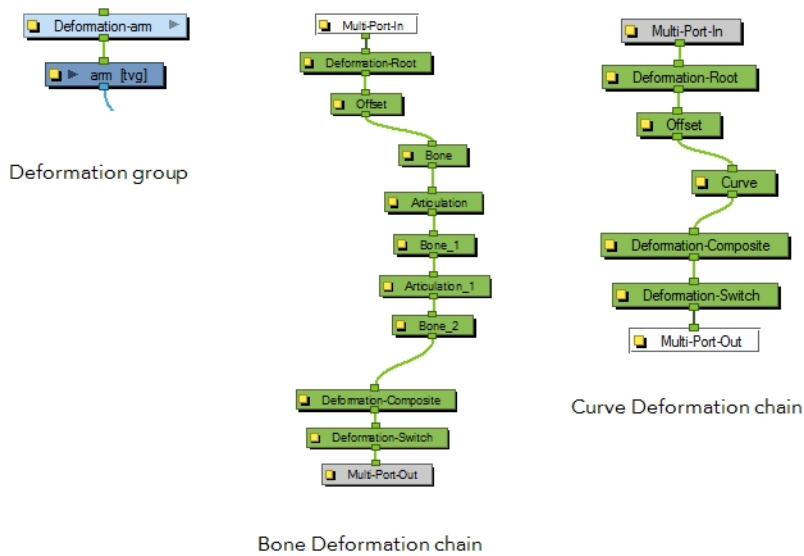 Deformation-arm
arm [tvg]
Deformation group
Multi-Port-In
Deformation-Root
Offset
Bone
Articulation
Bone_1
Articulation_1
Bone_2
Deformation-Composite
Deformation-Switch
Multi-Port-Out
Bone Deformation chain
Multi-Port-In
Deformation-Root
Offset
Curve
Deformation-Composite
Deformation-Switch
Multi-Port-Out
Curve Deformation chain